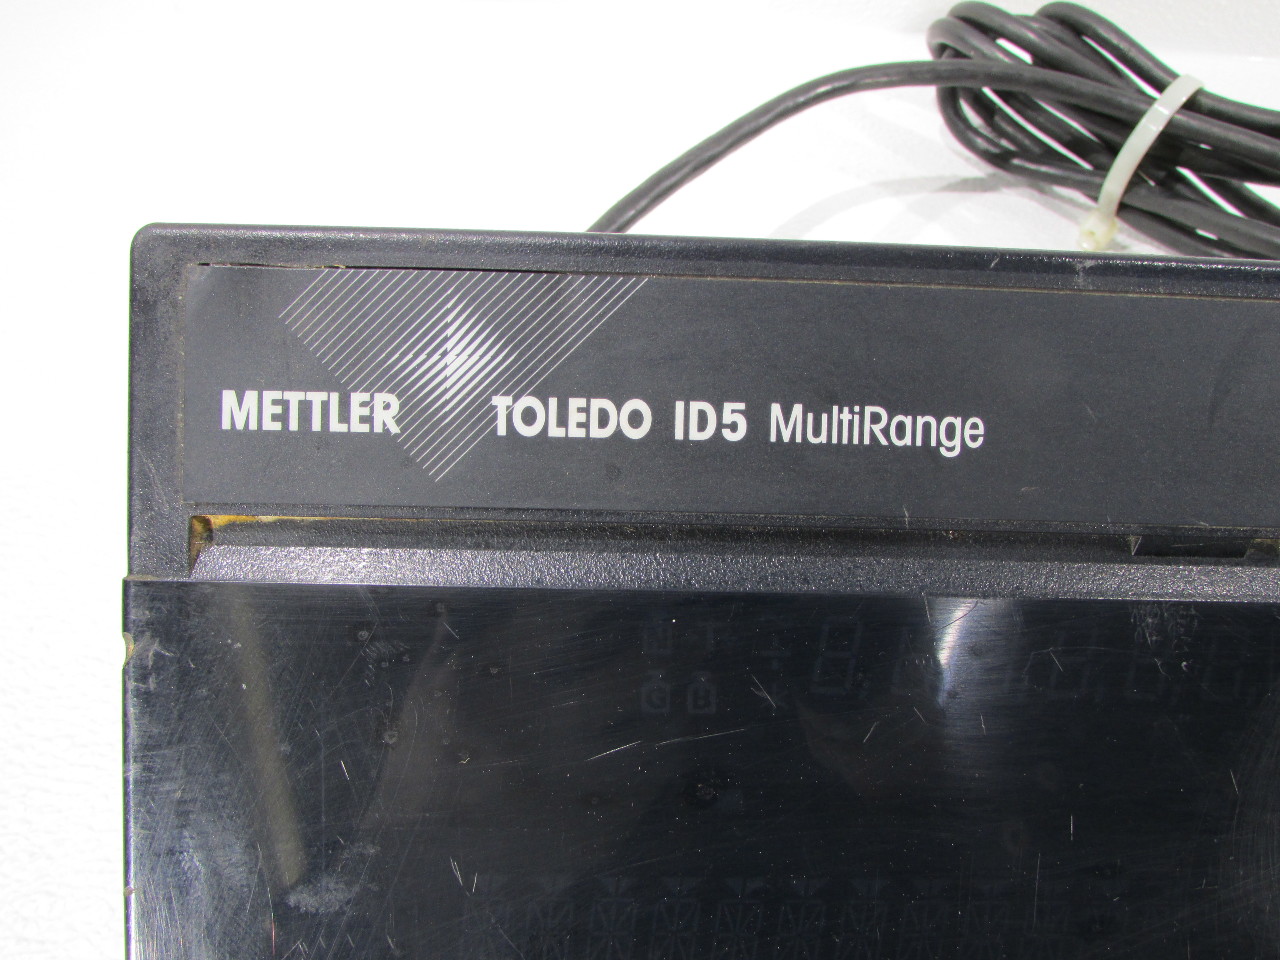 METTLER TOLEDO ID5 MultiRange
N T
G B